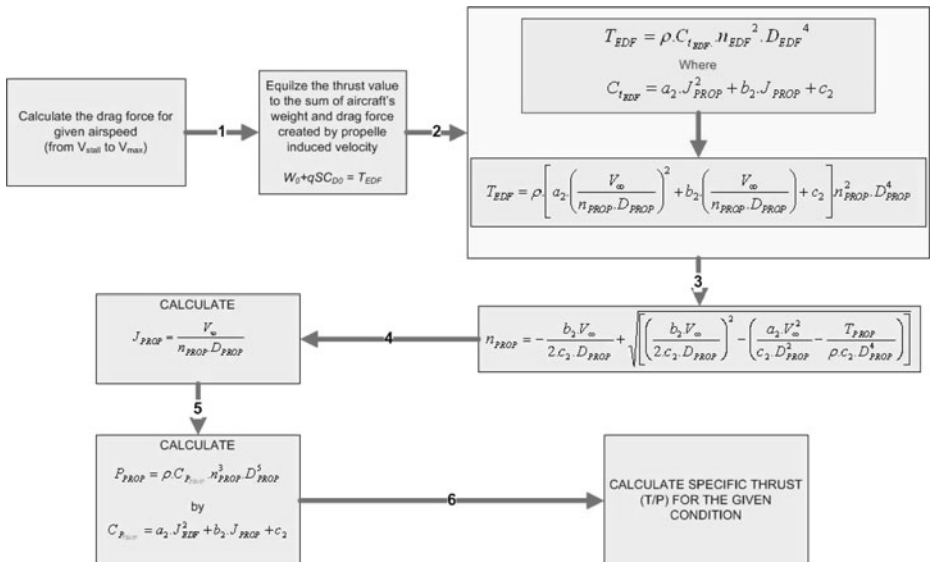 Calculate the drag force for
given airspeed
(from V_stall to V_max)
1
Equilze the thrust value
to the sum of aircraft's
weight and drag force
created by propelle
induced velocity
W_0+qSC_D0 = T_EDF
2
T_EDF = ρ.C_t_EDF.n_EDF^2.D_EDF^4
Where
C_t_EDF = a_2.J_PROP^2 + b_2.J_PROP + c_2
T_EDF = ρ.[a_2.(V_∞/(n_PROP.D_PROP))^2 + b_2.(V_∞/(n_PROP.D_PROP)) + c_2] n_PROP^2.D_PROP^4
3
n_PROP = -(b_2.V_∞)/(2.c_2.D_PROP) + √[((b_2.V_∞)/(2.c_2.D_PROP))^2 - ((a_2.V_∞^2)/(c_2.D_PROP^2) - T_PROP/(ρ.c_2.D_PROP^4))]
4
CALCULATE
J_PROP = V_∞/(n_PROP.D_PROP)
5
CALCULATE
P_PROP = ρ.C_P_PROP.n_PROP^3.D_PROP^5
by
C_P_PROP = a_2.J_EDF^2 + b_2.J_PROP + c_2
6
CALCULATE SPECIFIC THRUST
(T/P) FOR THE GIVEN
CONDITION